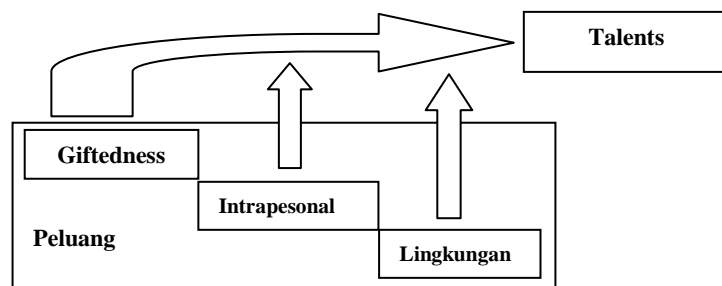 Talents
Giftedness
Intrapesonal
Peluang
Lingkungan